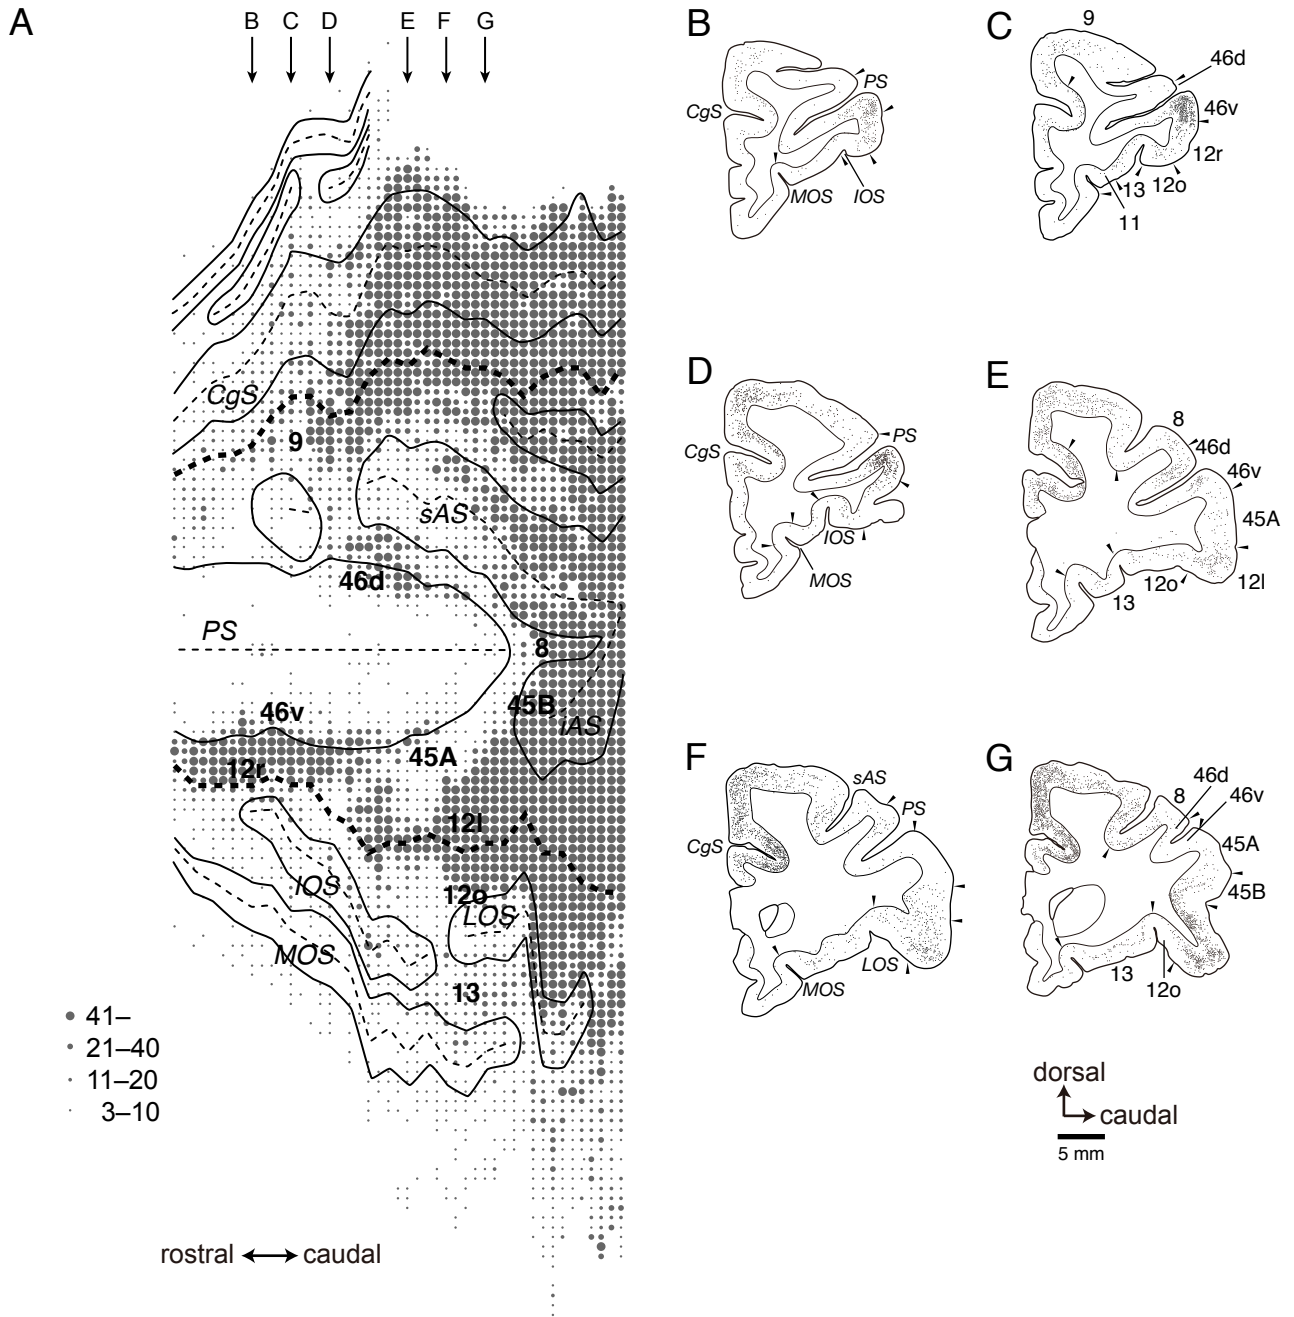 A
B C D E F G
CgS
9
sAS
46d
PS
8
45B
46v
iAS
45A
12r
12l
IOS
12o
LOS
MOS
13
41–
21–40
11–20
3–10
rostral caudal
B
PS
CgS
MOS
IOS
C
9
46d
46v
12r
12o
13
11
D
PS
CgS
IOS
MOS
E
8
46d
46v
45A
12o
12l
13
F
sAS
PS
CgS
LOS
MOS
G
46d
8
46v
45A
45B
13
12o
dorsal
caudal
5 mm